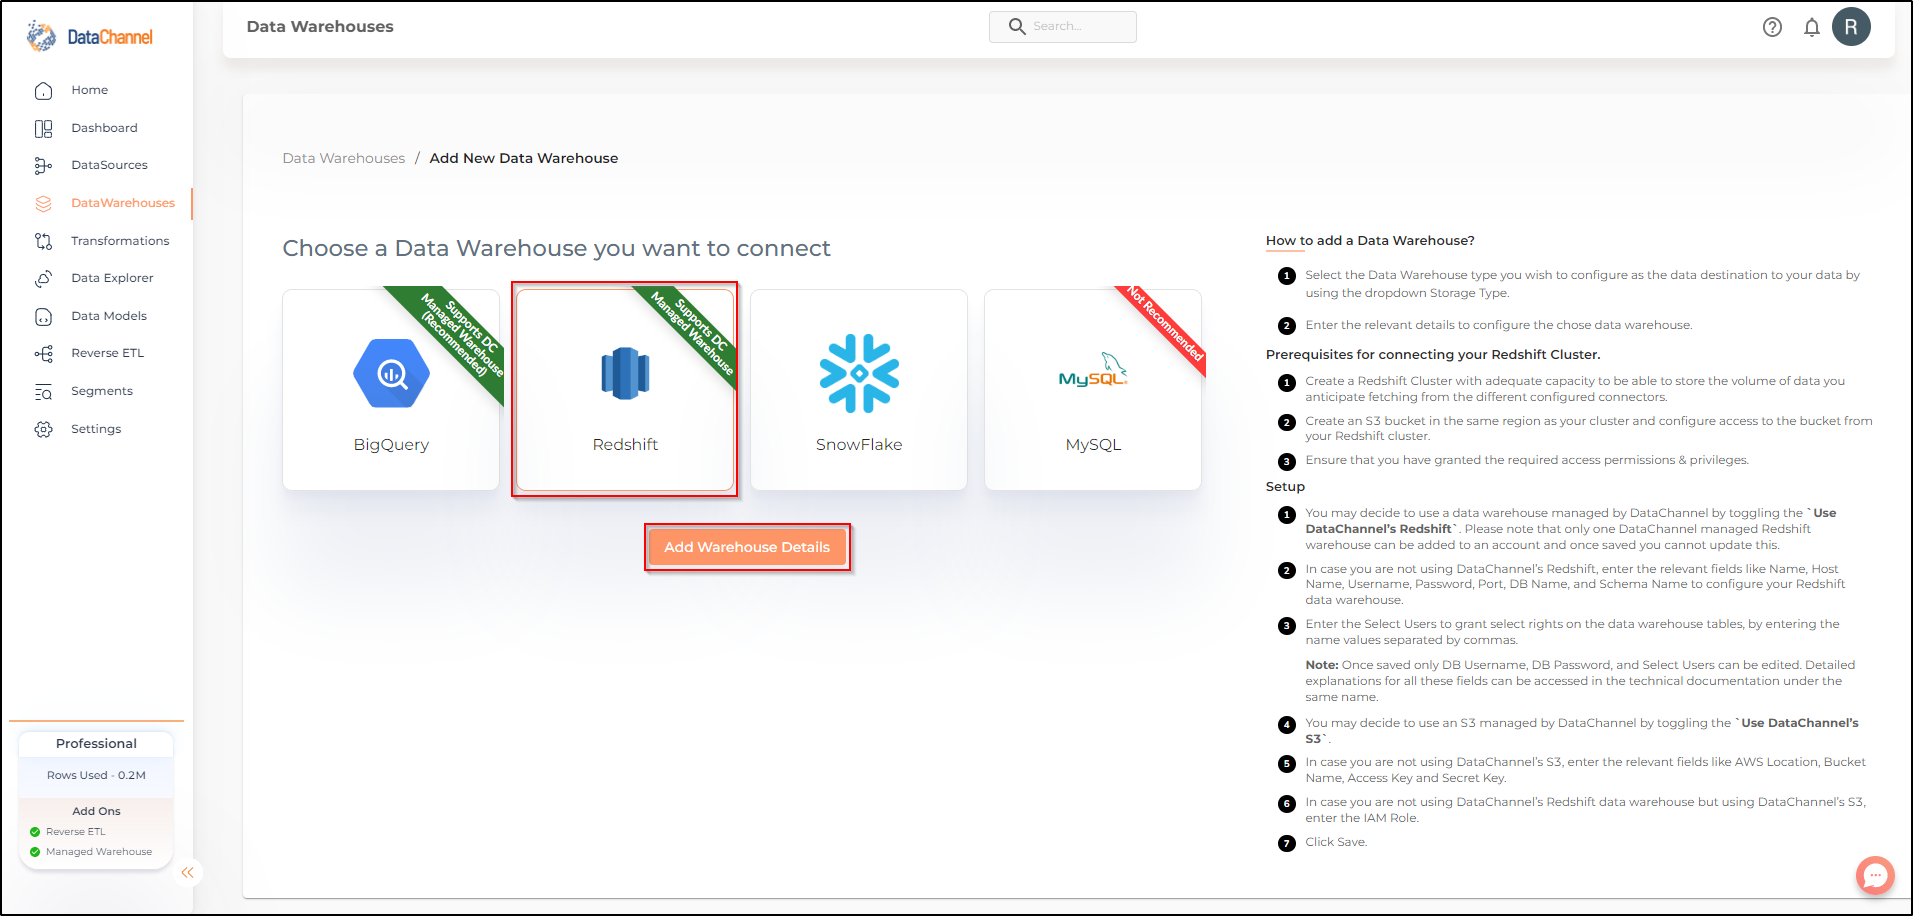 DataChannel
Data Warehouses
Search...
R
Home
Dashboard
DataSources
DataWarehouses
Transformations
Data Explorer
Data Models
Reverse ETL
Segments
Settings
Professional
Rows Used - 0.2M
Add Ons
Reverse ETL
Managed Warehouse
Data Warehouses / Add New Data Warehouse
Choose a Data Warehouse you want to connect
Supports DC
Managed Warehouse
(Recommended)
BigQuery
Supports DC
Managed Warehouse
Redshift
SnowFlake
Not Recommended
MySQL
MySQL
Add Warehouse Details
How to add a Data Warehouse?
1 Select the Data Warehouse type you wish to configure as the data destination to your data by
using the dropdown Storage Type.
2 Enter the relevant details to configure the chose data warehouse.
Prerequisites for connecting your Redshift Cluster.
1 Create a Redshift Cluster with adequate capacity to be able to store the volume of data you
anticipate fetching from the different configured connectors.
2 Create an S3 bucket in the same region as your cluster and configure access to the bucket from
your Redshift cluster.
3 Ensure that you have granted the required access permissions & privileges.
Setup
1 You may decide to use a data warehouse managed by DataChannel by toggling the `Use
DataChannel's Redshift`. Please note that only one DataChannel managed Redshift
warehouse can be added to an account and once saved you cannot update this.
2 In case you are not using DataChannel's Redshift, enter the relevant fields like Name, Host
Name, Username, Password, Port, DB Name, and Schema Name to configure your Redshift
data warehouse.
3 Enter the Select Users to grant select rights on the data warehouse tables, by entering the
name values separated by commas.
Note: Once saved only DB Username, DB Password, and Select Users can be edited. Detailed
explanations for all these fields can be accessed in the technical documentation under the
same name.
4 You may decide to use an S3 managed by DataChannel by toggling the `Use DataChannel's
S3`.
5 In case you are not using DataChannel's S3, enter the relevant fields like AWS Location, Bucket
Name, Access Key and Secret Key.
6 In case you are not using DataChannel's Redshift data warehouse but using DataChannel's S3,
enter the IAM Role.
7 Click Save.